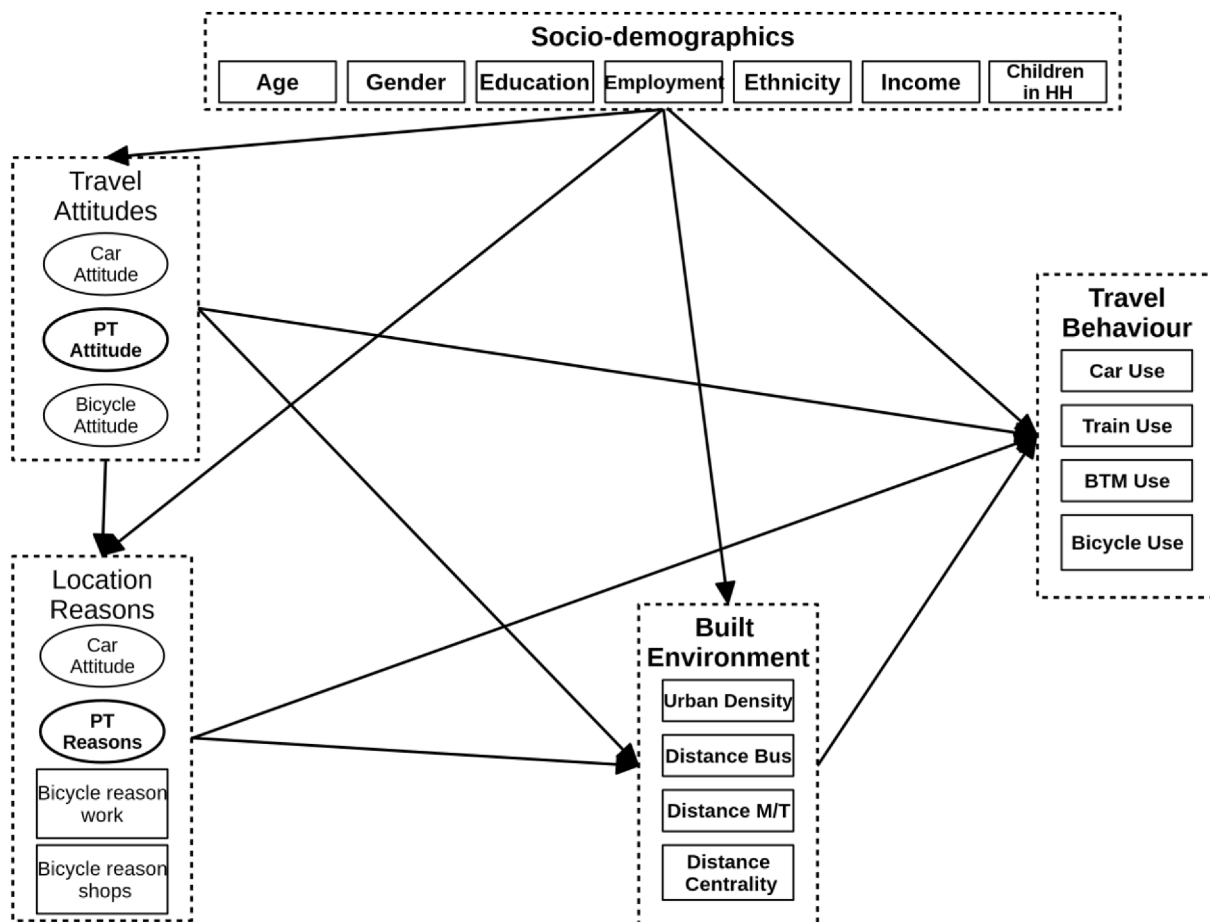 Socio-demographics
Age
Gender
Education
Employment
Ethnicity
Income
Children
in HH
Travel
Attitudes
Car
Attitude
PT
Attitude
Bicycle
Attitude
Travel
Behaviour
Car Use
Train Use
BTM Use
Bicycle Use
Location
Reasons
Car
Attitude
PT
Reasons
Bicycle reason
work
Bicycle reason
shops
Built
Environment
Urban Density
Distance Bus
Distance M/T
Distance
Centrality